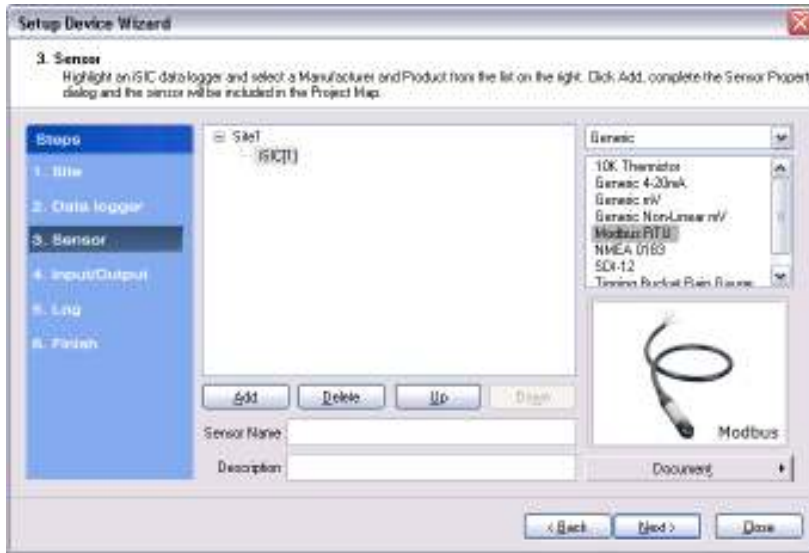 Setup Device Wizard
3. Sensor
Highlight an iSIC data logger and select a Manufacturer and Product from the list on the right. Click Add, complete the Sensor Propert
dialog and the sensor will be included in the Project Map.
Steps
1. Site
2. Data logger
3. Sensor
4. Input/Output
5. Log
6. Finish
Site1
iSIC[1]
Add
Delete
Up
Down
Sensor Name
Description
Generic
10K Thermistor
Generic 4-20mA
Generic mV
Generic Non-Linear mV
Modbus RTU
NMEA 0183
SDI-12
Tipping Bucket Rain Gauge
Modbus
Document
< Back
Next >
Close